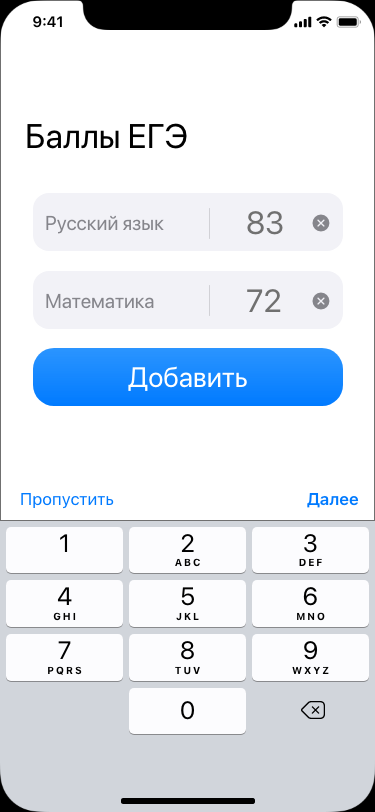 9:41
Баллы ЕГЭ
Русский язык 83
Математика 72
Добавить
Пропустить Далее
1 2 3
ABC DEF
4 5 6
GHI JKL MNO
7 8 9
PQRS TUV WXYZ
0